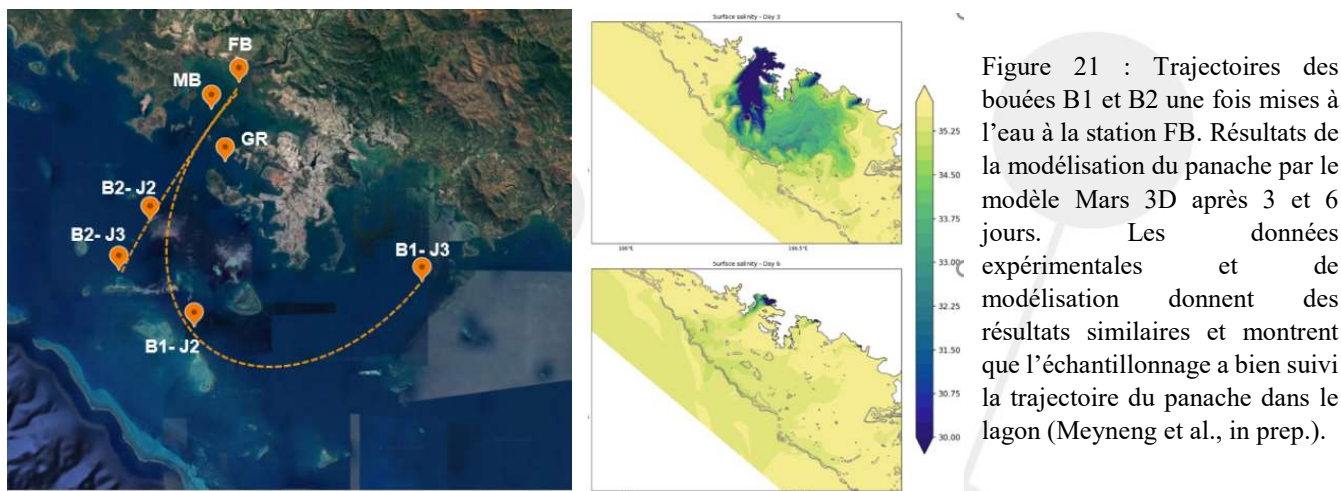 FB
MB
GR
B2- J2
B2- J3
B1- J3
B1- J2
Surface salinity - Day 3
166°E
166.5°E
Surface salinity - Day 6
35.25
34.50
33.75
33.00
32.25
31.50
30.75
30.00
Figure 21 : Trajectoires des
bouées B1 et B2 une fois mises à
l’eau à la station FB. Résultats de
la modélisation du panache par le
modèle Mars 3D après 3 et 6
jours. Les données
expérimentales et de
modélisation donnent des
résultats similaires et montrent
que l’échantillonnage a bien suivi
la trajectoire du panache dans le
lagon (Meyneng et al., in prep.).